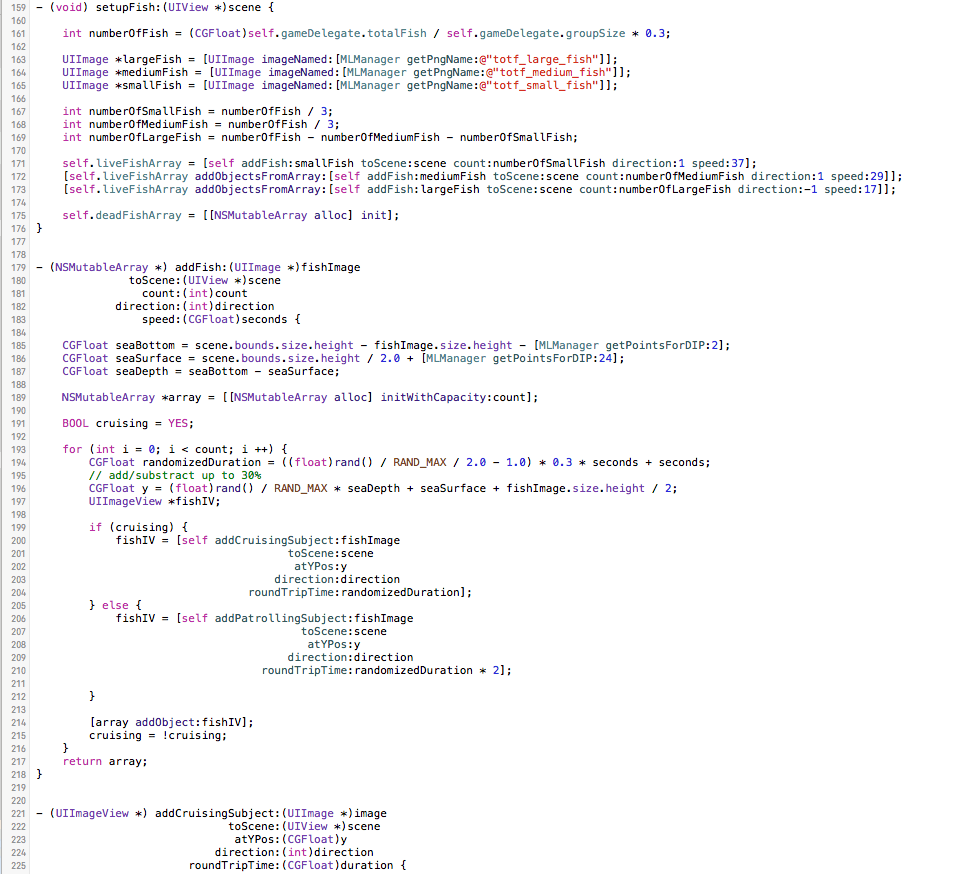 159 - (void) setupFish:(UIView *)scene {
160
161     int numberOfFish = (CGFloat)self.gameDelegate.totalFish / self.gameDelegate.groupSize * 0.3;
162
163     UIImage *largeFish = [UIImage imageNamed:[MLManager getPngName:@"totf_large_fish"]];
164     UIImage *mediumFish = [UIImage imageNamed:[MLManager getPngName:@"totf_medium_fish"]];
165     UIImage *smallFish = [UIImage imageNamed:[MLManager getPngName:@"totf_small_fish"]];
166
167     int numberOfSmallFish = numberOfFish / 3;
168     int numberOfMediumFish = numberOfFish / 3;
169     int numberOfLargeFish = numberOfFish - numberOfMediumFish - numberOfSmallFish;
170
171     self.liveFishArray = [self addFish:smallFish toScene:scene count:numberOfSmallFish direction:1 speed:37];
172     [self.liveFishArray addObjectsFromArray:[self addFish:mediumFish toScene:scene count:numberOfMediumFish direction:1 speed:29]];
173     [self.liveFishArray addObjectsFromArray:[self addFish:largeFish toScene:scene count:numberOfLargeFish direction:-1 speed:17]];
174
175     self.deadFishArray = [[NSMutableArray alloc] init];
176 }
177
178
179 - (NSMutableArray *) addFish:(UIImage *)fishImage
180               toScene:(UIView *)scene
181                 count:(int)count
182             direction:(int)direction
183                 speed:(CGFloat)seconds {
184
185     CGFloat seaBottom = scene.bounds.size.height - fishImage.size.height - [MLManager getPointsForDIP:2];
186     CGFloat seaSurface = scene.bounds.size.height / 2.0 + [MLManager getPointsForDIP:24];
187     CGFloat seaDepth = seaBottom - seaSurface;
188
189     NSMutableArray *array = [[NSMutableArray alloc] initWithCapacity:count];
190
191     BOOL cruising = YES;
192
193     for (int i = 0; i < count; i ++) {
194         CGFloat randomizedDuration = ((float)rand() / RAND_MAX / 2.0 - 1.0) * 0.3 * seconds + seconds;
195         // add/substract up to 30%
196         CGFloat y = (float)rand() / RAND_MAX * seaDepth + seaSurface + fishImage.size.height / 2;
197         UIImageView *fishIV;
198
199         if (cruising) {
200             fishIV = [self addCruisingSubject:fishImage
201                                       toScene:scene
202                                        atYPos:y
203                                     direction:direction
204                                 roundTripTime:randomizedDuration];
205         } else {
206             fishIV = [self addPatrollingSubject:fishImage
207                                         toScene:scene
208                                          atYPos:y
209                                       direction:direction
210                                   roundTripTime:randomizedDuration * 2];
211
212         }
213
214         [array addObject:fishIV];
215         cruising = !cruising;
216     }
217     return array;
218 }
219
220
221 - (UIImageView *) addCruisingSubject:(UIImage *)image
222                              toScene:(UIView *)scene
223                               atYPos:(CGFloat)y
224                            direction:(int)direction
225                        roundTripTime:(CGFloat)duration {